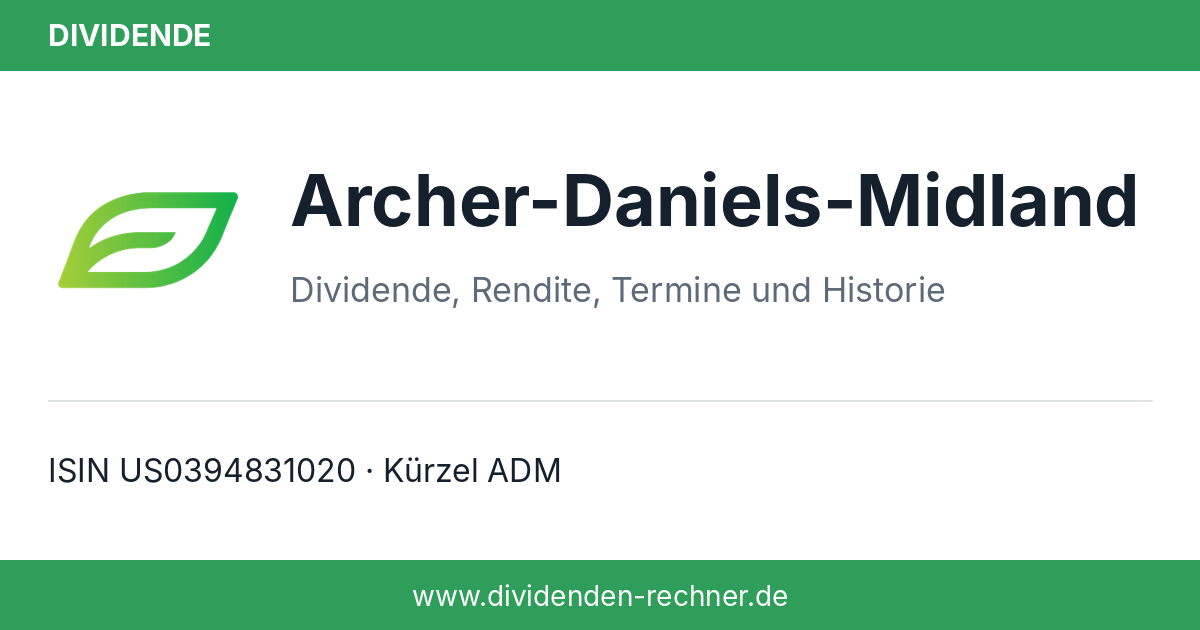 DIVIDENDE
Archer-Daniels-Midland
Dividende, Rendite, Termine und Historie
ISIN US0394831020 · Kürzel ADM
www.dividenden-rechner.de